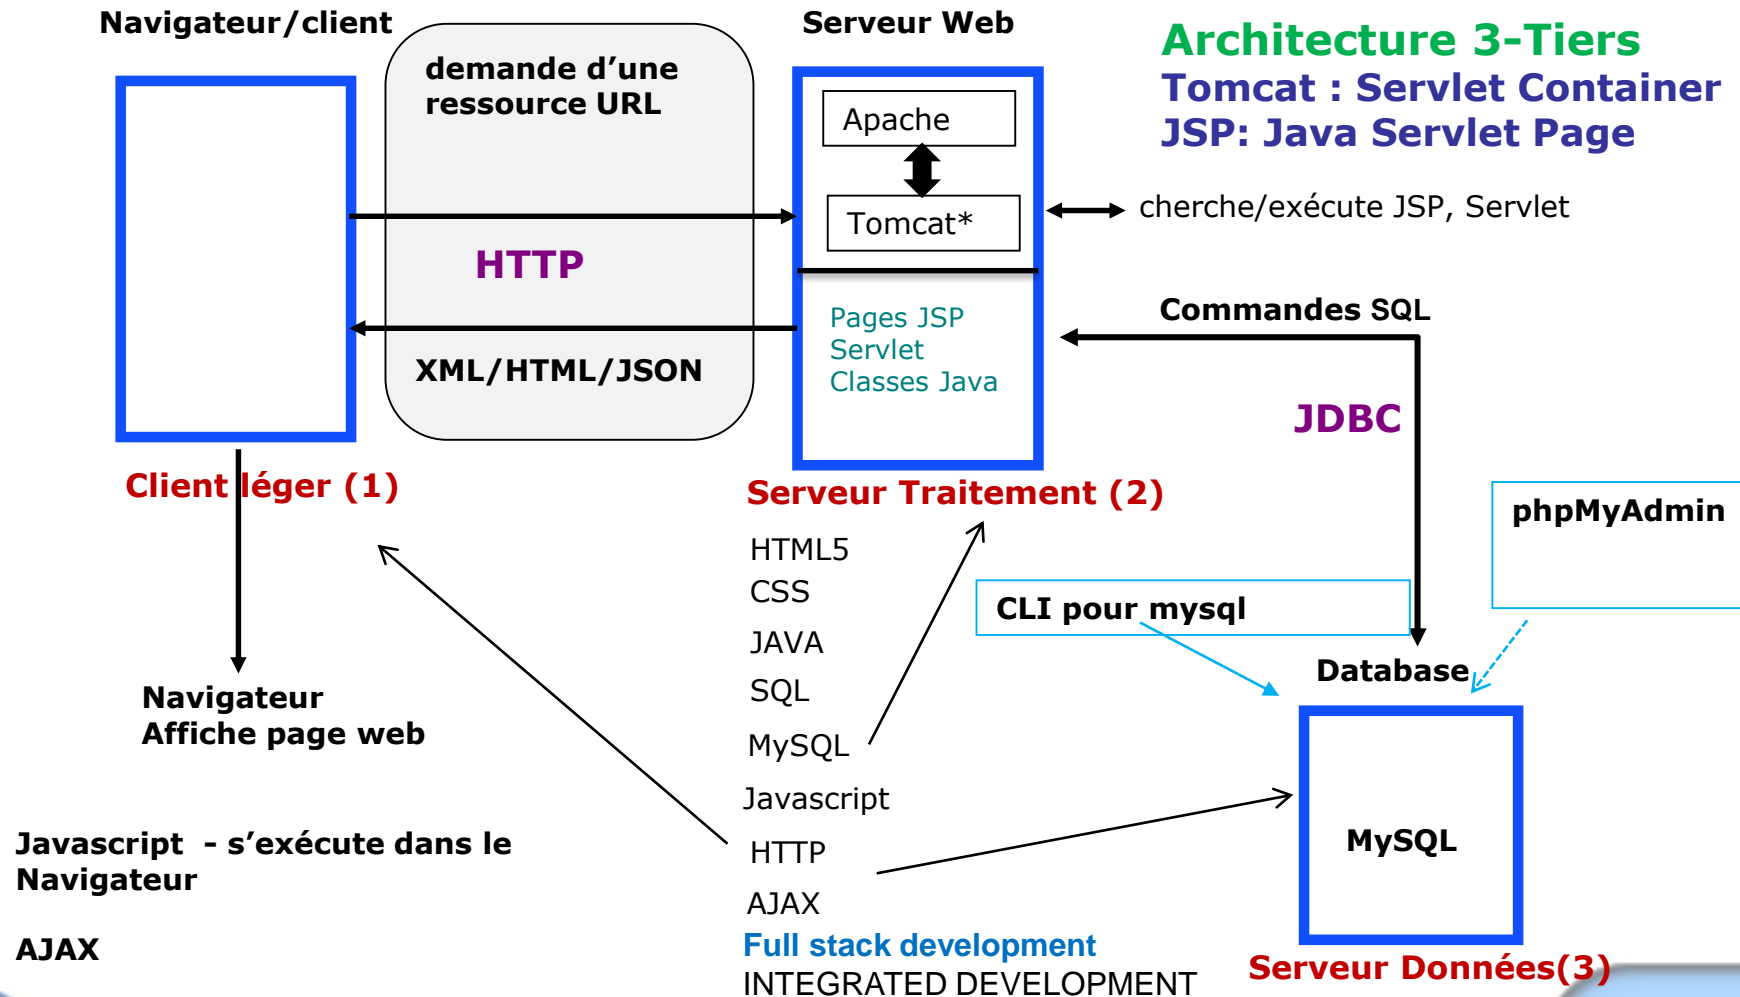 Navigateur/client
demande d’une
ressource URL
Serveur Web
Architecture 3-Tiers
Tomcat : Servlet Container
JSP: Java Servlet Page
Apache
Tomcat*
cherche/exécute JSP, Servlet
HTTP
XML/HTML/JSON
Pages JSP
Servlet
Classes Java
Commandes SQL
JDBC
Client léger (1)
Serveur Traitement (2)
phpMyAdmin
HTML5
CSS
JAVA
SQL
MySQL
Javascript
HTTP
AJAX
CLI pour mysql
Database
MySQL
Navigateur
Affiche page web
Javascript - s’exécute dans le
Navigateur
AJAX
Full stack development
INTEGRATED DEVELOPMENT
Serveur Données(3)